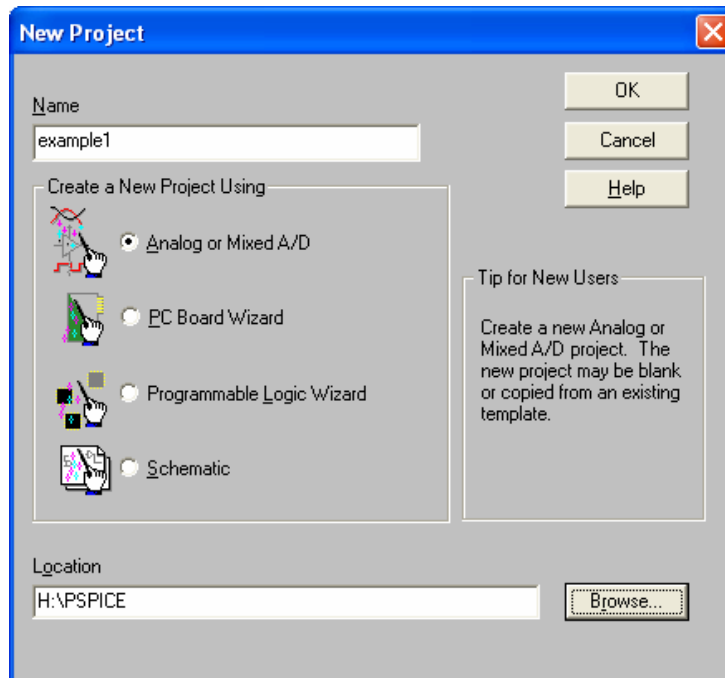 New Project
Name
example1
OK
Cancel
Help
Create a New Project Using
Analog or Mixed A/D
PC Board Wizard
Programmable Logic Wizard
Schematic
Tip for New Users
Create a new Analog or
Mixed A/D project. The
new project may be blank
or copied from an existing
template.
Location
H:\PSPICE
Browse...